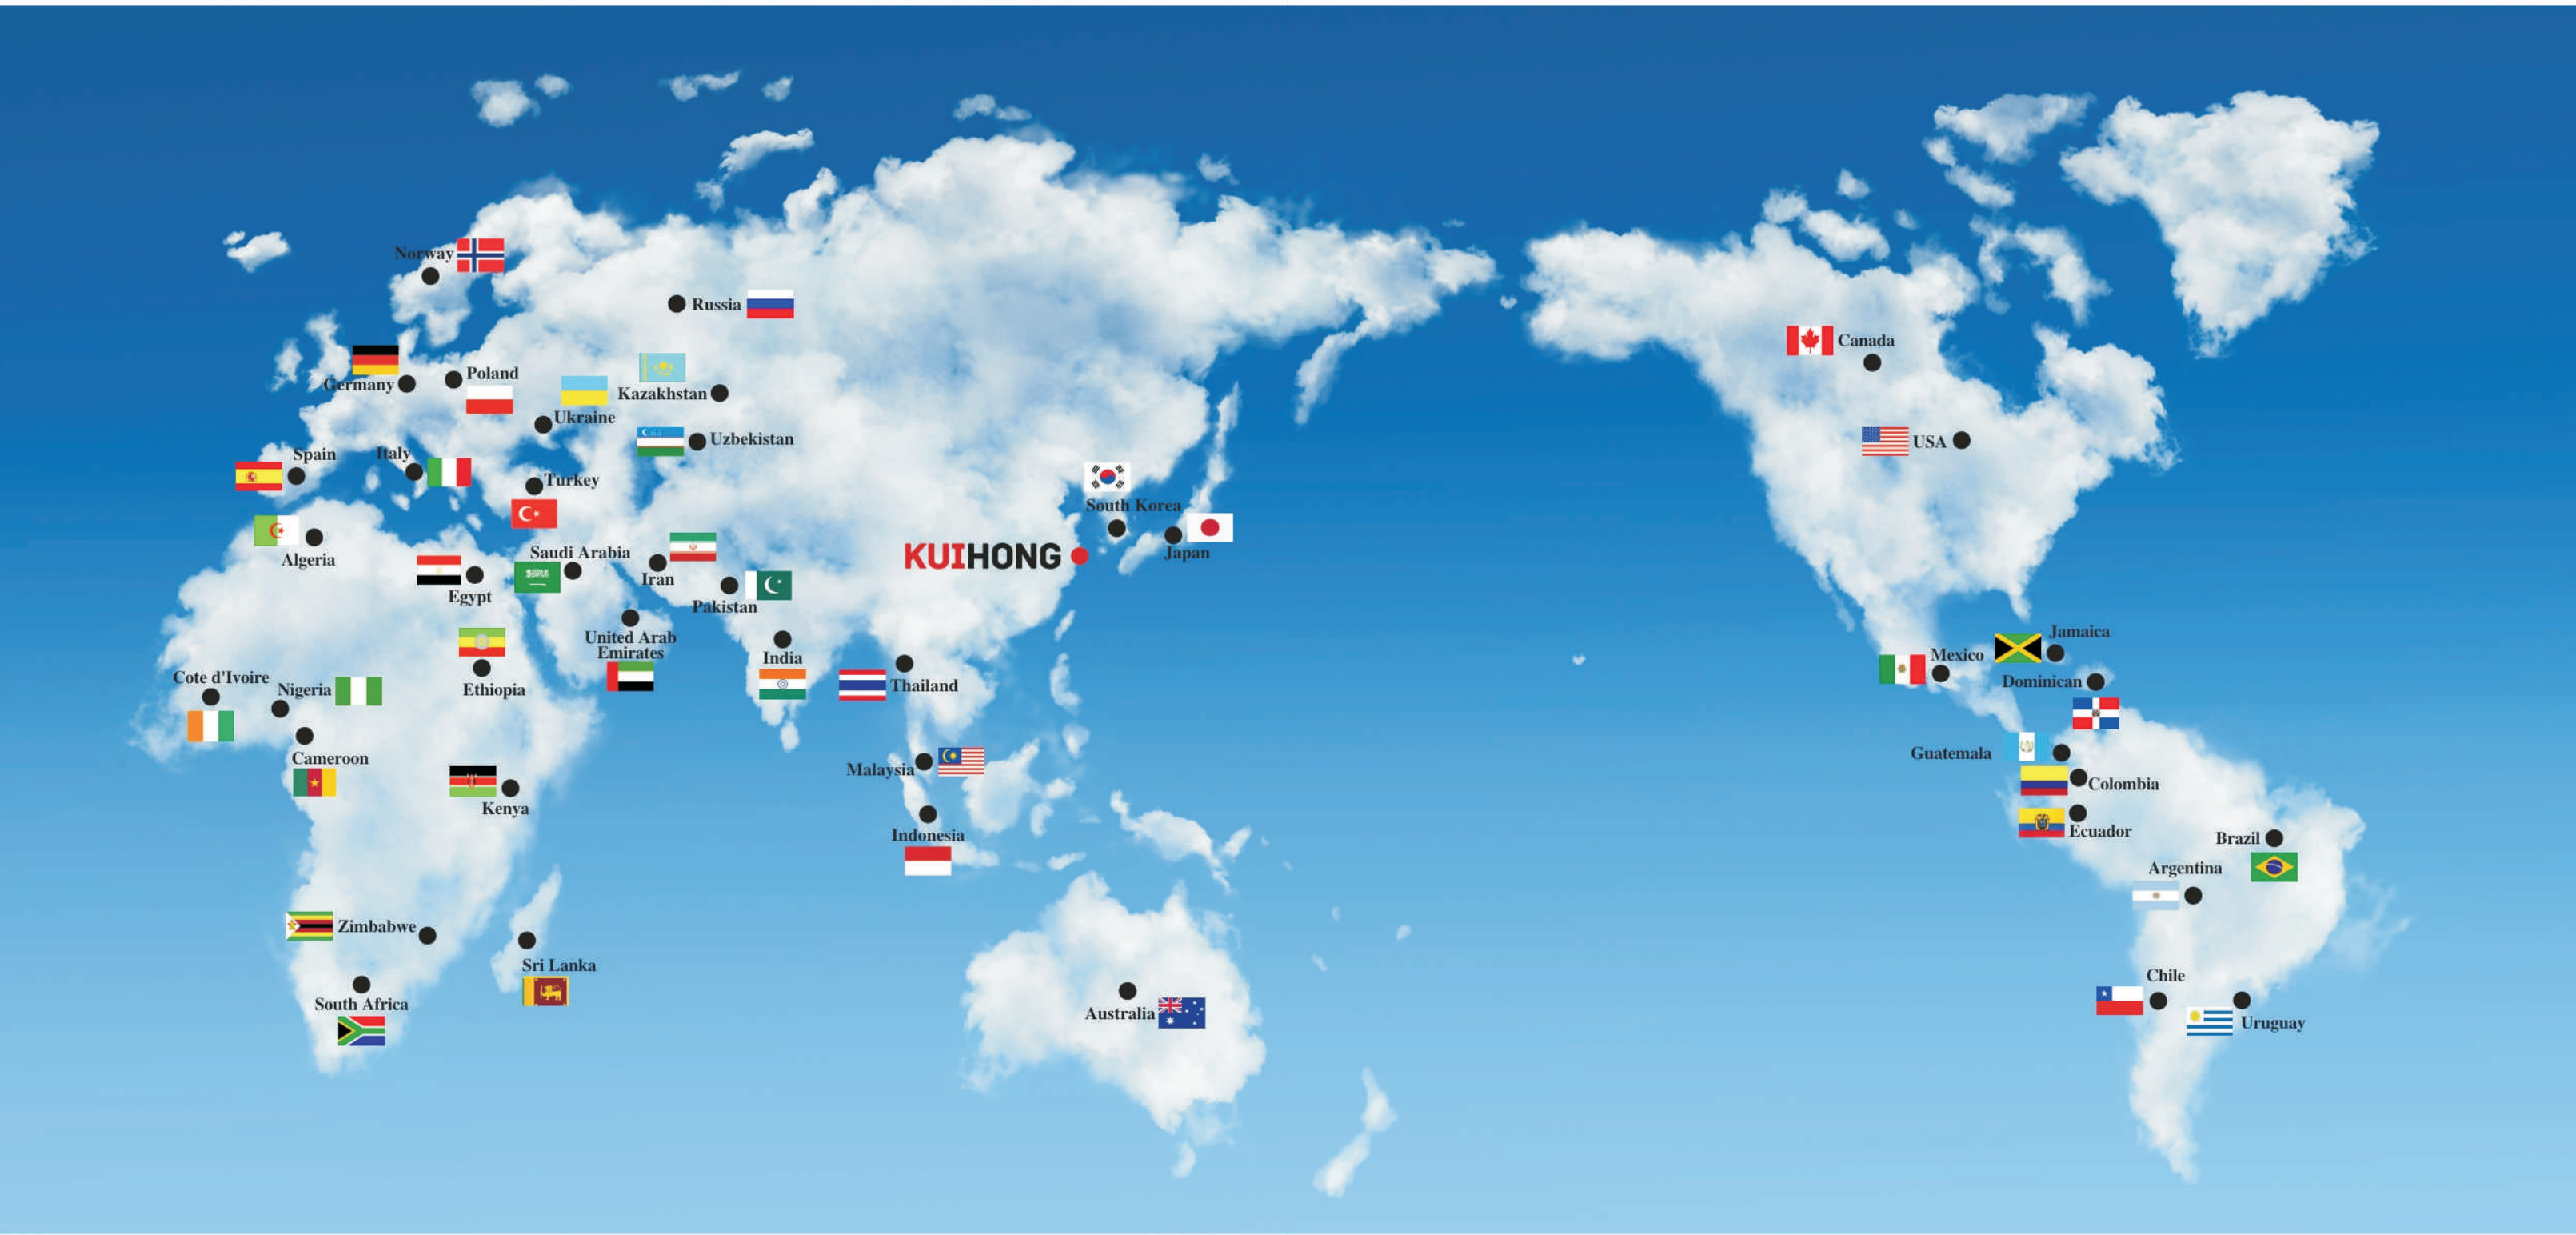 Norway
Russia
Canada
Germany
Poland
Kazakhstan
Ukraine
Uzbekistan
USA
Spain
Italy
Turkey
South Korea
Japan
KUIHONG
Algeria
Saudi Arabia
Iran
Egypt
Pakistan
United Arab
Emirates
India
Thailand
Jamaica
Mexico
Dominican
Cote d'Ivoire
Nigeria
Ethiopia
Cameroon
Kenya
Malaysia
Indonesia
Guatemala
Colombia
Ecuador
Brazil
Argentina
Zimbabwe
Sri Lanka
South Africa
Australia
Chile
Uruguay